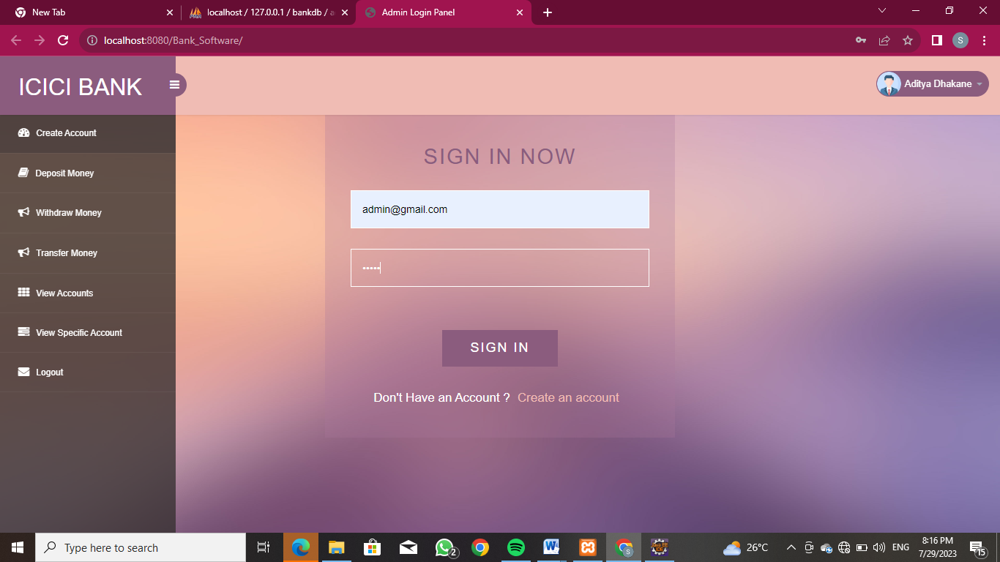 New Tab
localhost / 127.0.0.1 / bankdb / a
Admin Login Panel
localhost:8080/Bank_Software/
S
ICICI BANK
Aditya Dhakane
Create Account
Deposit Money
Withdraw Money
Transfer Money
View Accounts
View Specific Account
Logout
SIGN IN NOW
admin@gmail.com
•••••
SIGN IN
Don't Have an Account ? Create an account
Type here to search
2
W
S
26°C
ENG
8:16 PM
7/29/2023
15